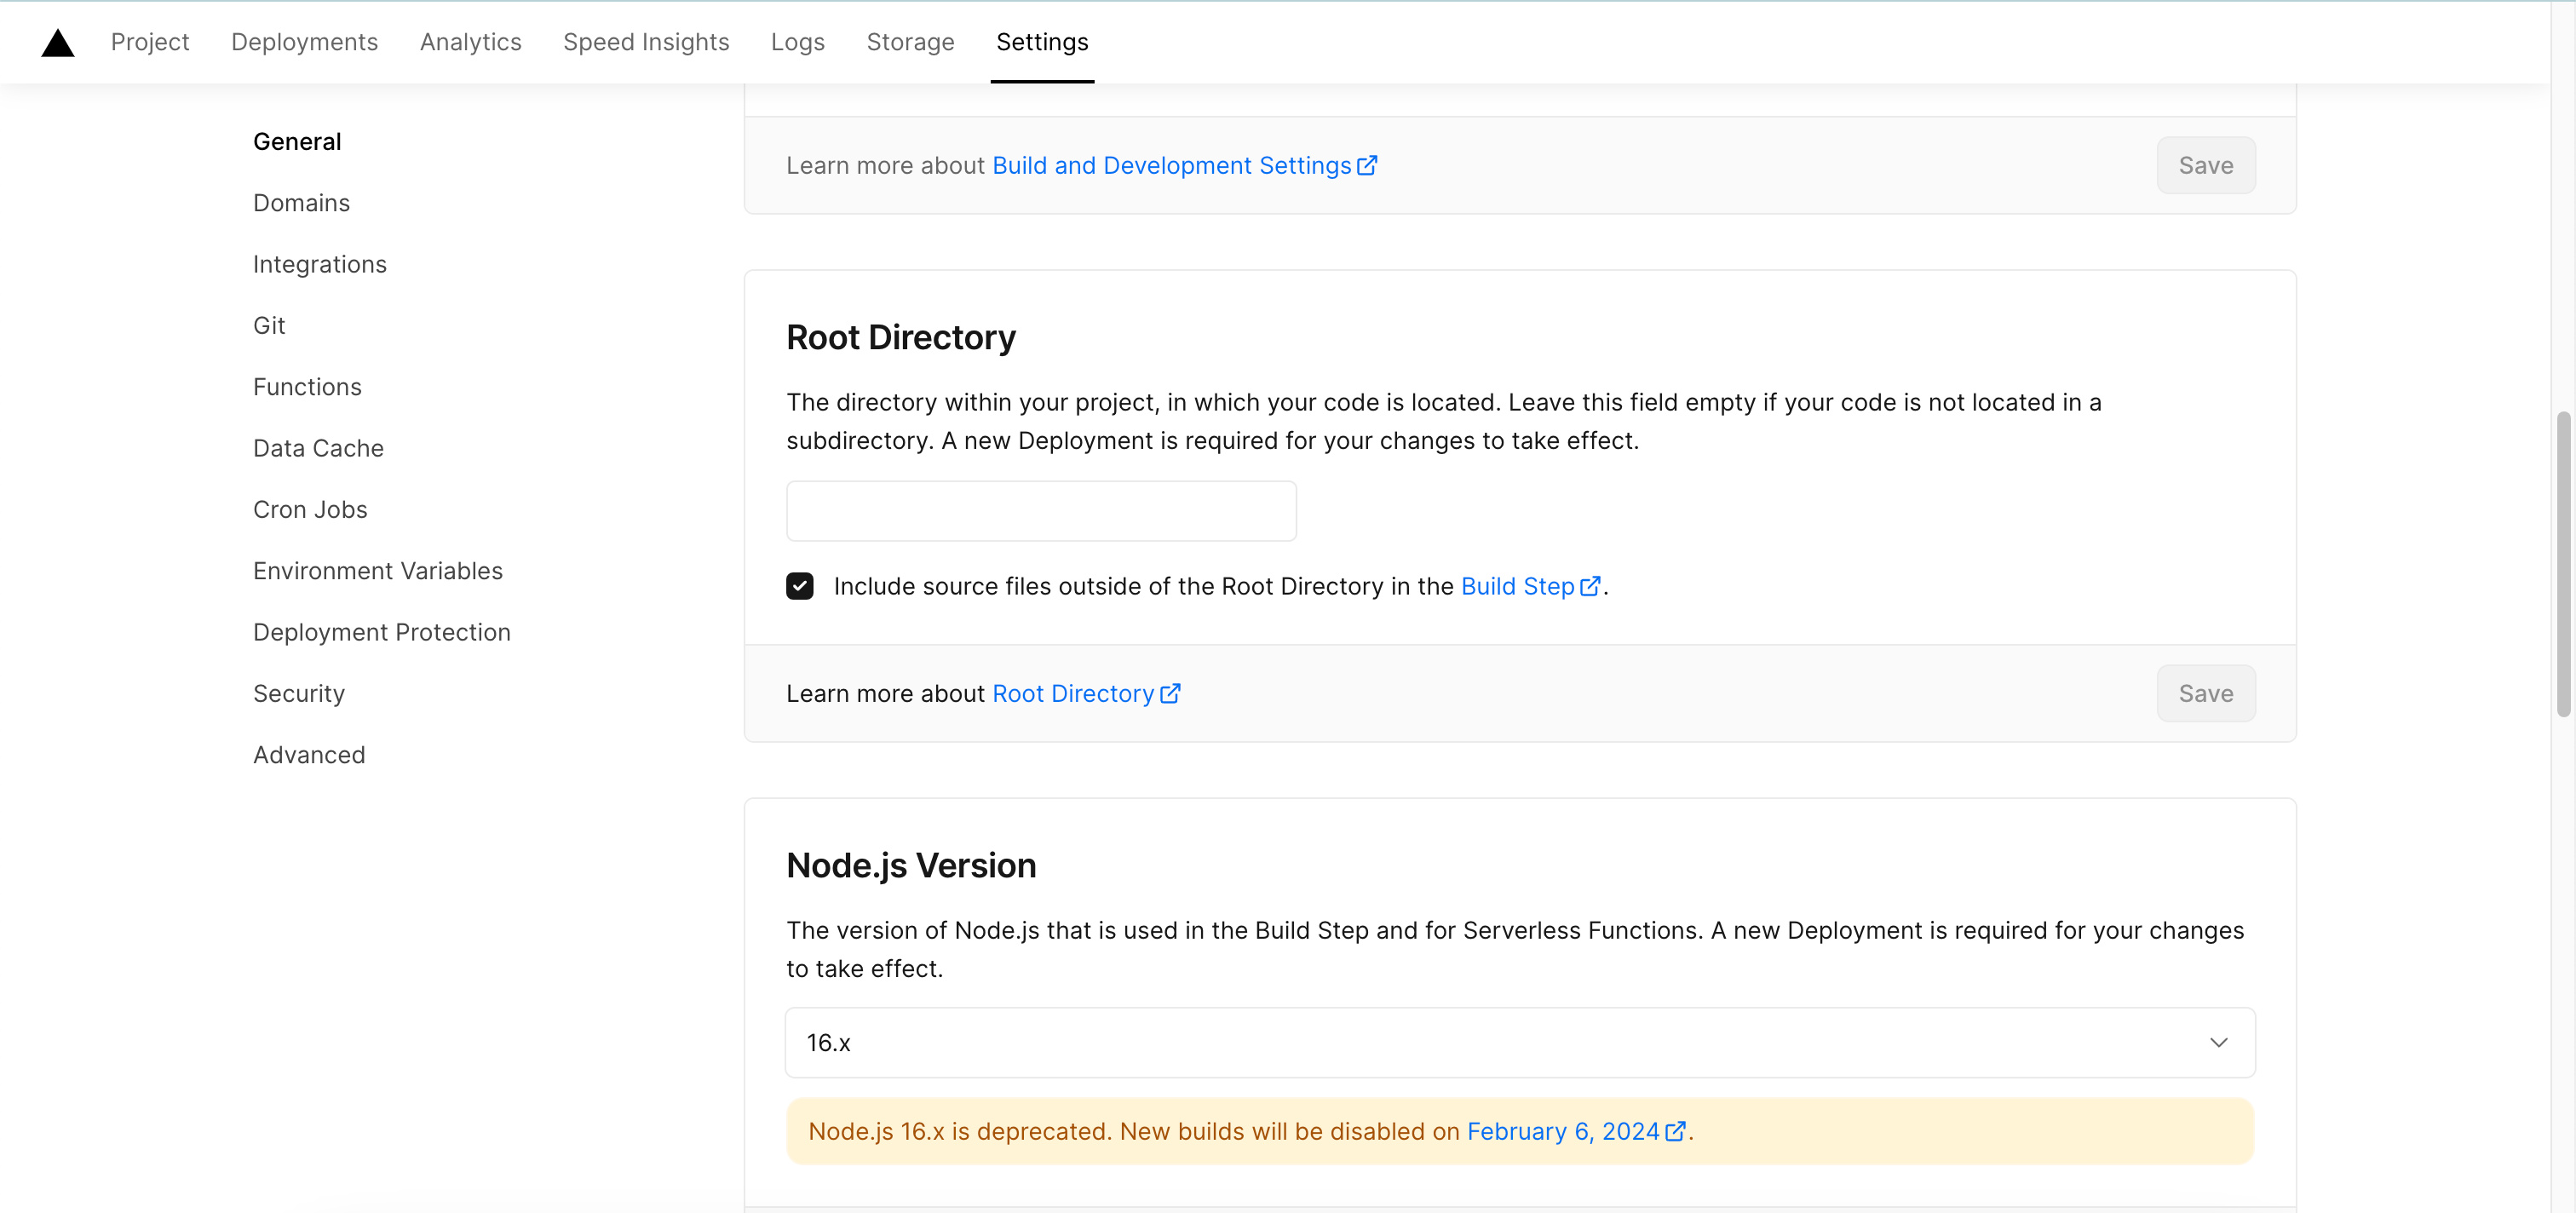 Project Deployments Analytics Speed Insights Logs Storage Settings
General
Domains
Integrations
Git
Functions
Data Cache
Cron Jobs
Environment Variables
Deployment Protection
Security
Advanced
Learn more about Build and Development Settings
Save
Root Directory
The directory within your project, in which your code is located. Leave this field empty if your code is not located in a
subdirectory. A new Deployment is required for your changes to take effect.
Include source files outside of the Root Directory in the Build Step.
Learn more about Root Directory
Save
Node.js Version
The version of Node.js that is used in the Build Step and for Serverless Functions. A new Deployment is required for your changes
to take effect.
16.x
Node.js 16.x is deprecated. New builds will be disabled on February 6, 2024.